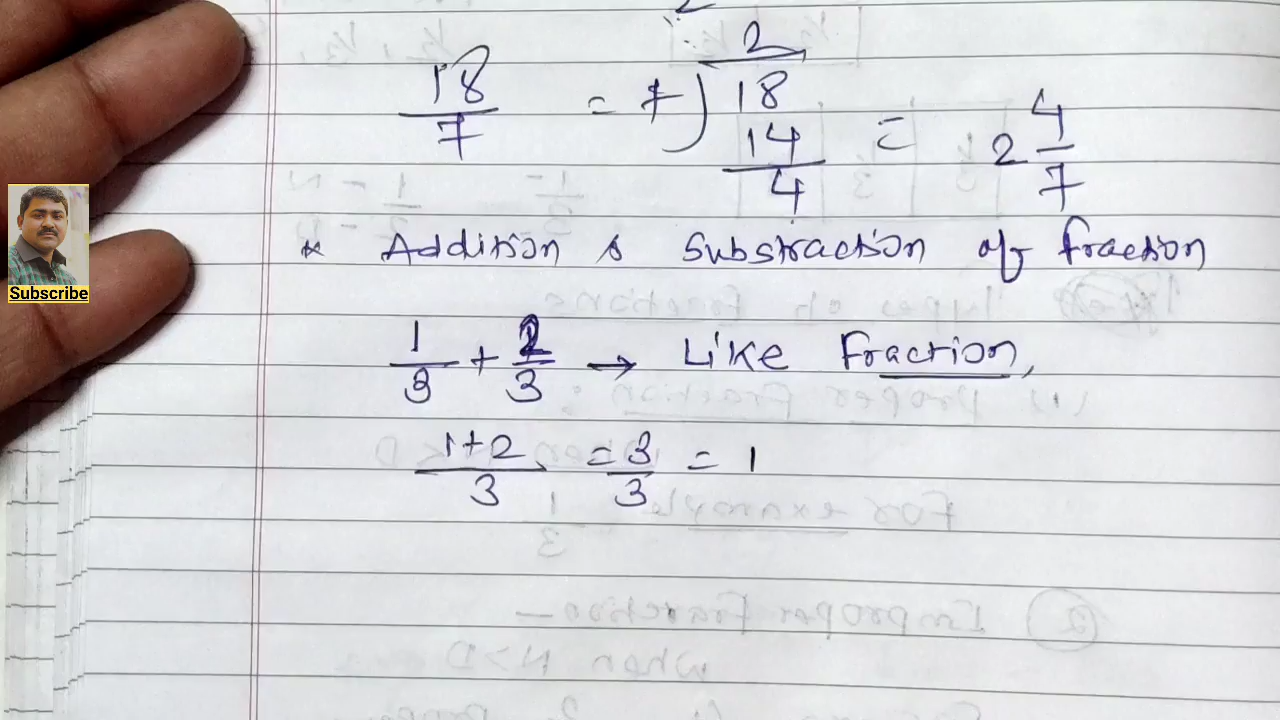 2
18/7 = 7)18 = 2 4/7
14
4
* Addition & Substraction of fraction
1/3 + 2/3 → Like Fraction,
1+2/3 = 3/3 = 1
Subscribe